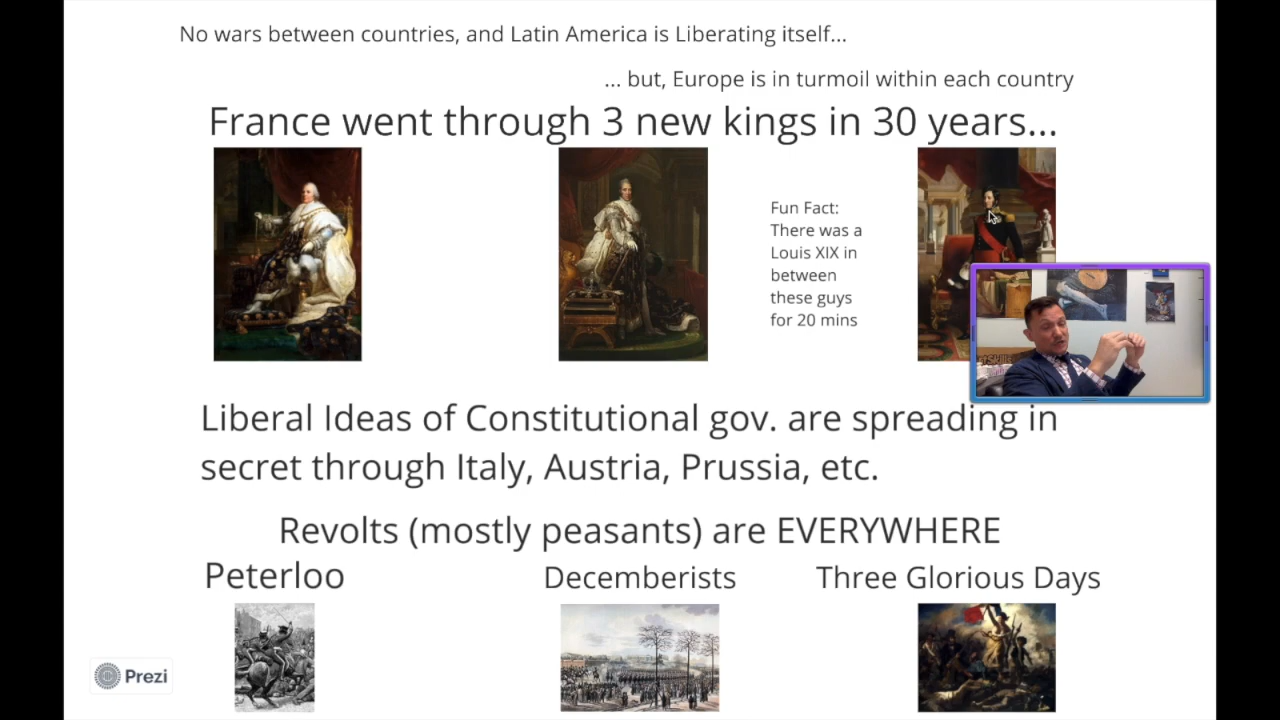 No wars between countries, and Latin America is Liberating itself...
... but, Europe is in turmoil within each country
France went through 3 new kings in 30 years...
Fun Fact:
There was a
Louis XIX in
between
these guys
for 20 mins
Liberal Ideas of Constitutional gov. are spreading in
secret through Italy, Austria, Prussia, etc.
Revolts (mostly peasants) are EVERYWHERE
Peterloo
Decemberists
Three Glorious Days
Prezi